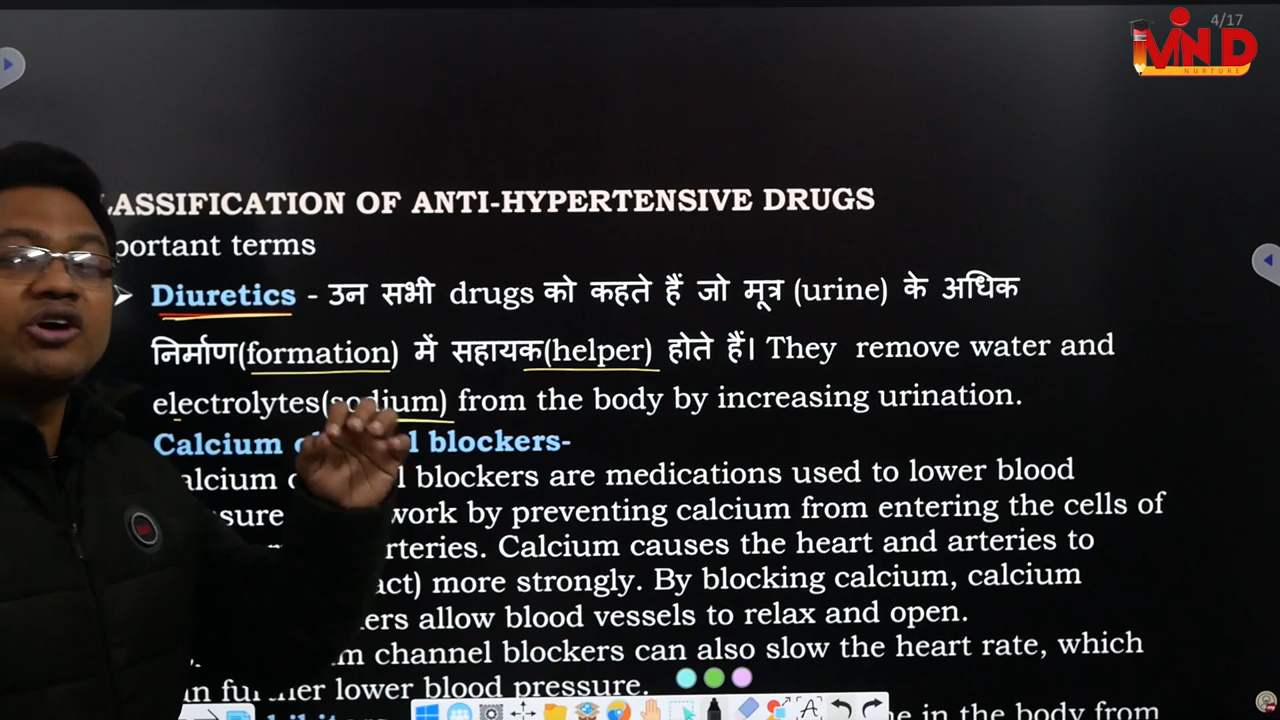 4/17
MIND
NURTURE
LASSIFICATION OF ANTI-HYPERTENSIVE DRUGS
portant terms
➤ Diuretics - उन सभी drugs को कहते हैं जो मूत्र (urine) के अधिक
निर्माण(formation) में सहायक(helper) होते हैं। They remove water and
electrolytes(sodium) from the body by increasing urination.
Calcium l blockers-
alcium l blockers are medications used to lower blood
sure work by preventing calcium from entering the cells of
rteries. Calcium causes the heart and arteries to
act) more strongly. By blocking calcium, calcium
ers allow blood vessels to relax and open.
m channel blockers can also slow the heart rate, which
n further lower blood pressure.
in the body from